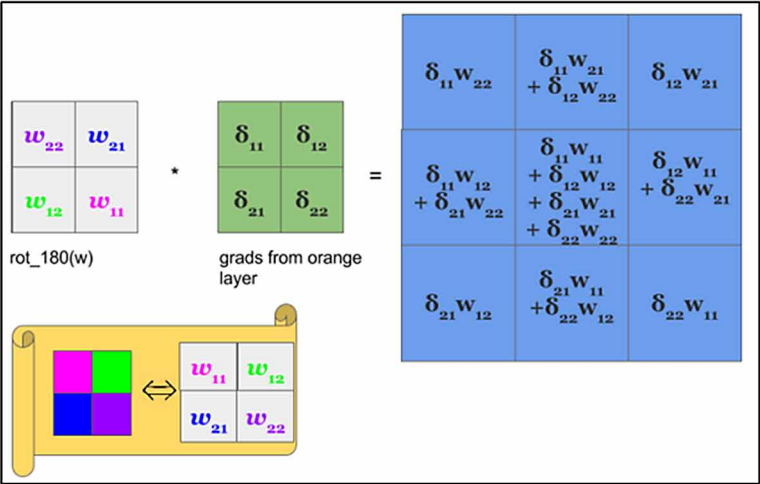 w₂₂ w₂₁
w₁₂ w₁₁
rot_180(w)
*
δ₁₁ δ₁₂
δ₂₁ δ₂₂
grads from orange
layer
=
δ₁₁w₂₂
δ₁₁w₂₁
+ δ₁₂w₂₂
δ₁₂w₂₁
δ₁₁w₁₂
+ δ₂₁w₂₂
δ₁₁w₁₁
+ δ₁₂w₁₂
+ δ₂₁w₂₁
+ δ₂₂w₂₂
δ₁₂w₁₁
+ δ₂₂w₂₁
δ₂₁w₁₂
δ₂₁w₁₁
+δ₂₂w₁₂
δ₂₂w₁₁
w₁₁ w₁₂
w₂₁ w₂₂